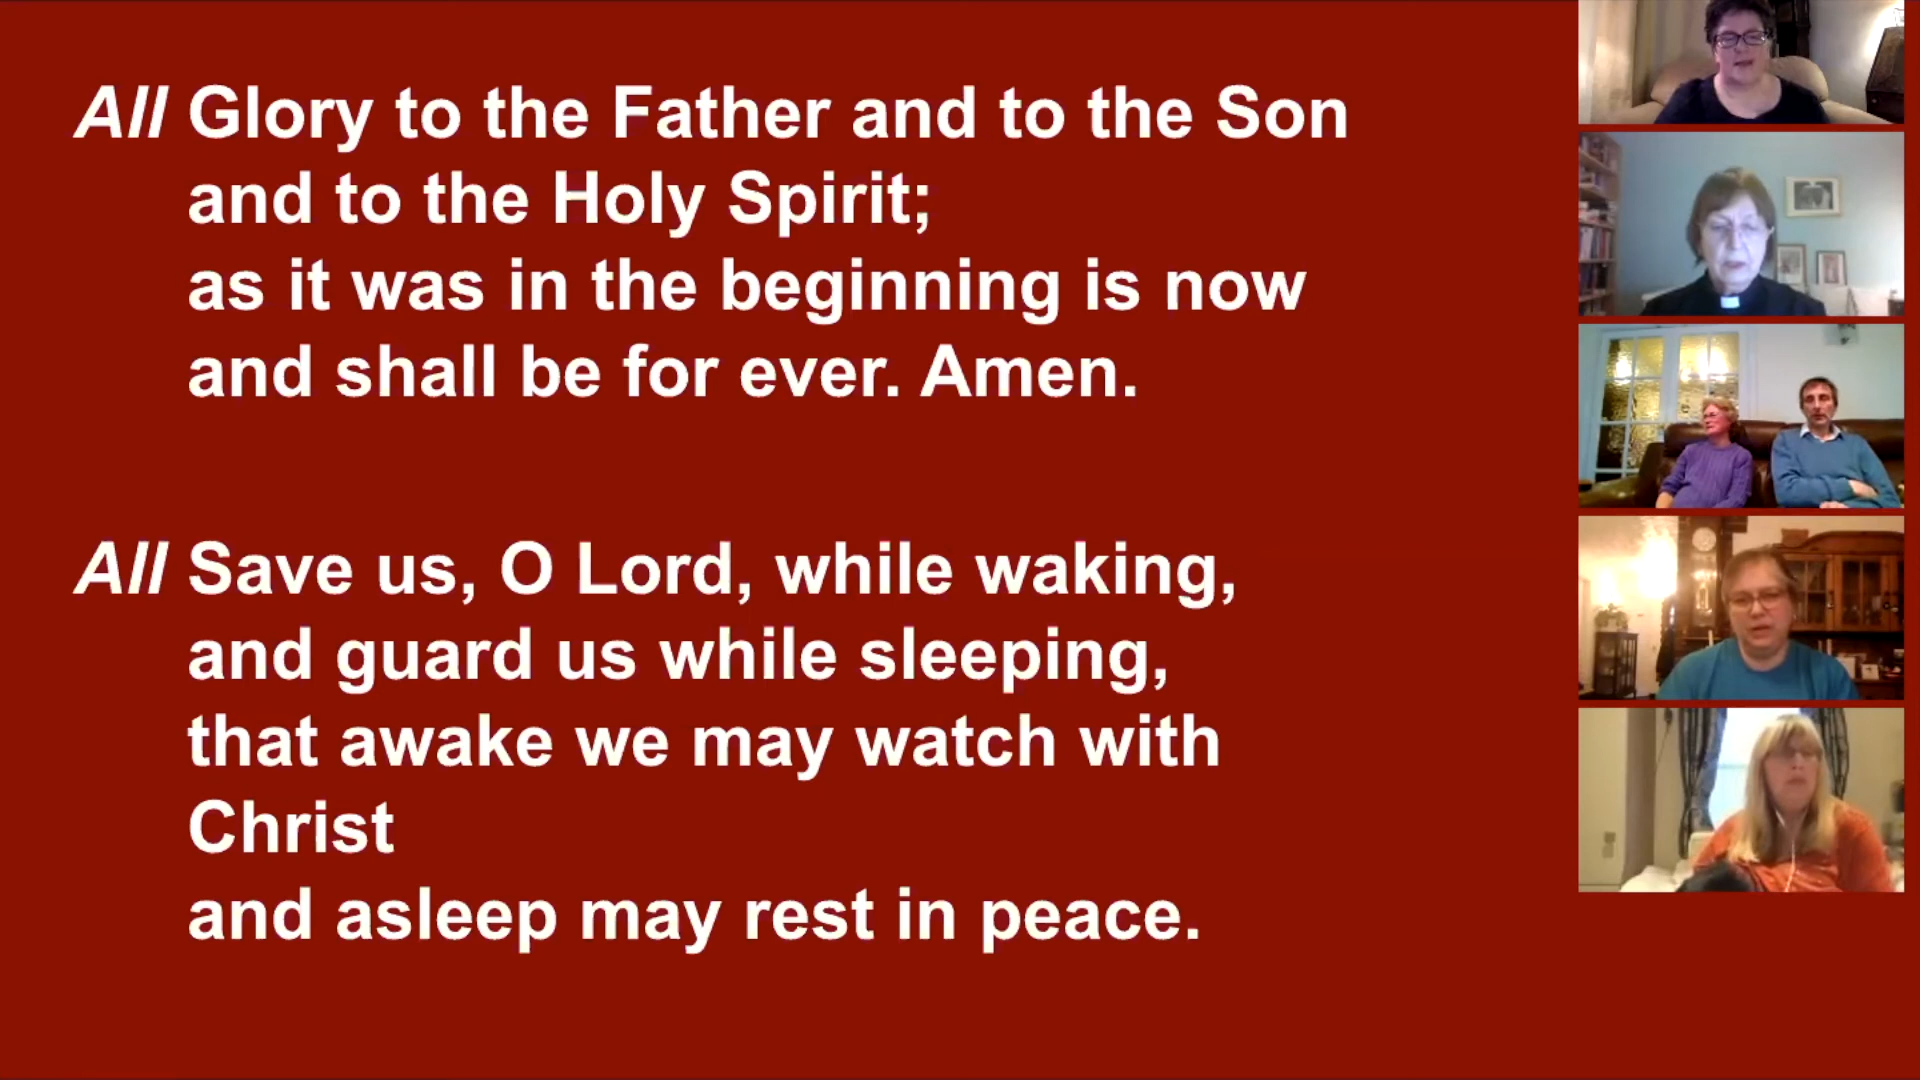 All Glory to the Father and to the Son
and to the Holy Spirit;
as it was in the beginning is now
and shall be for ever. Amen.
All Save us, O Lord, while waking,
and guard us while sleeping,
that awake we may watch with
Christ
and asleep may rest in peace.